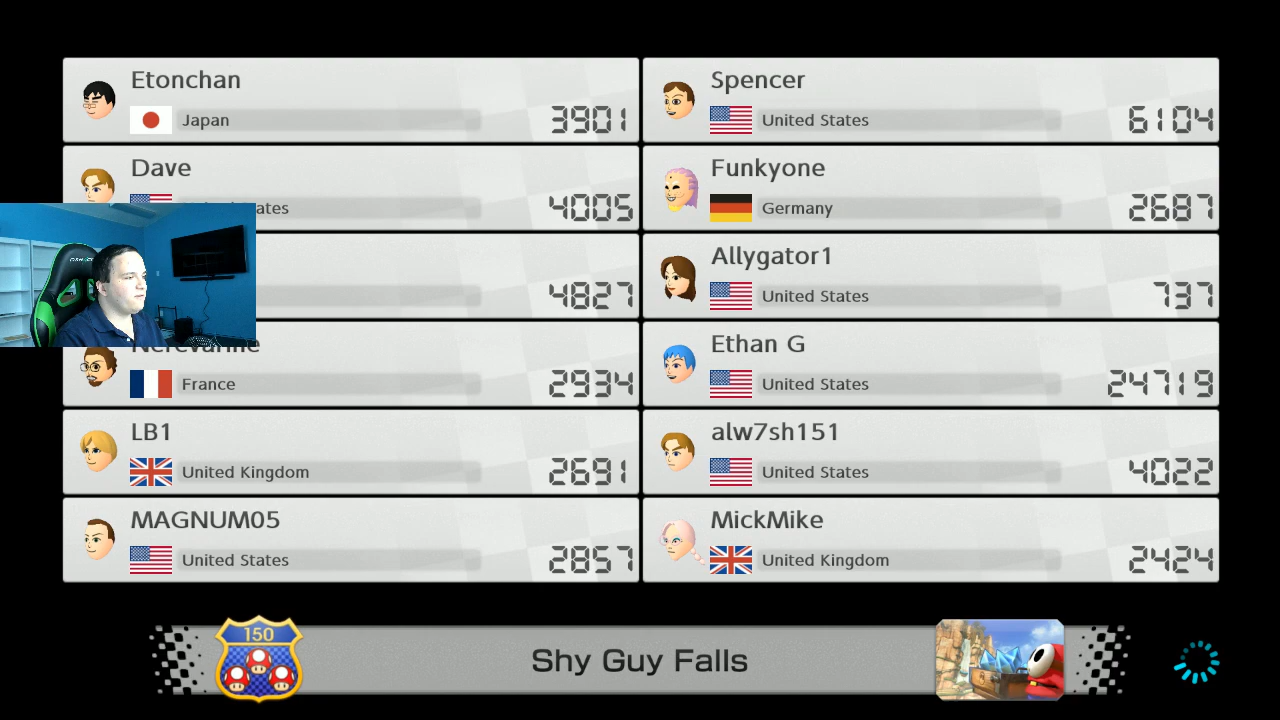 Etonchan
Japan
3901
Spencer
United States
6104
Dave
4005
Funkyone
Germany
2687
4827
Allygator1
United States
737
France
2934
Ethan G
United States
24719
LB1
United Kingdom
2691
alw7sh151
United States
4022
MAGNUM05
United States
2857
MickMike
United Kingdom
2424
150
Shy Guy Falls